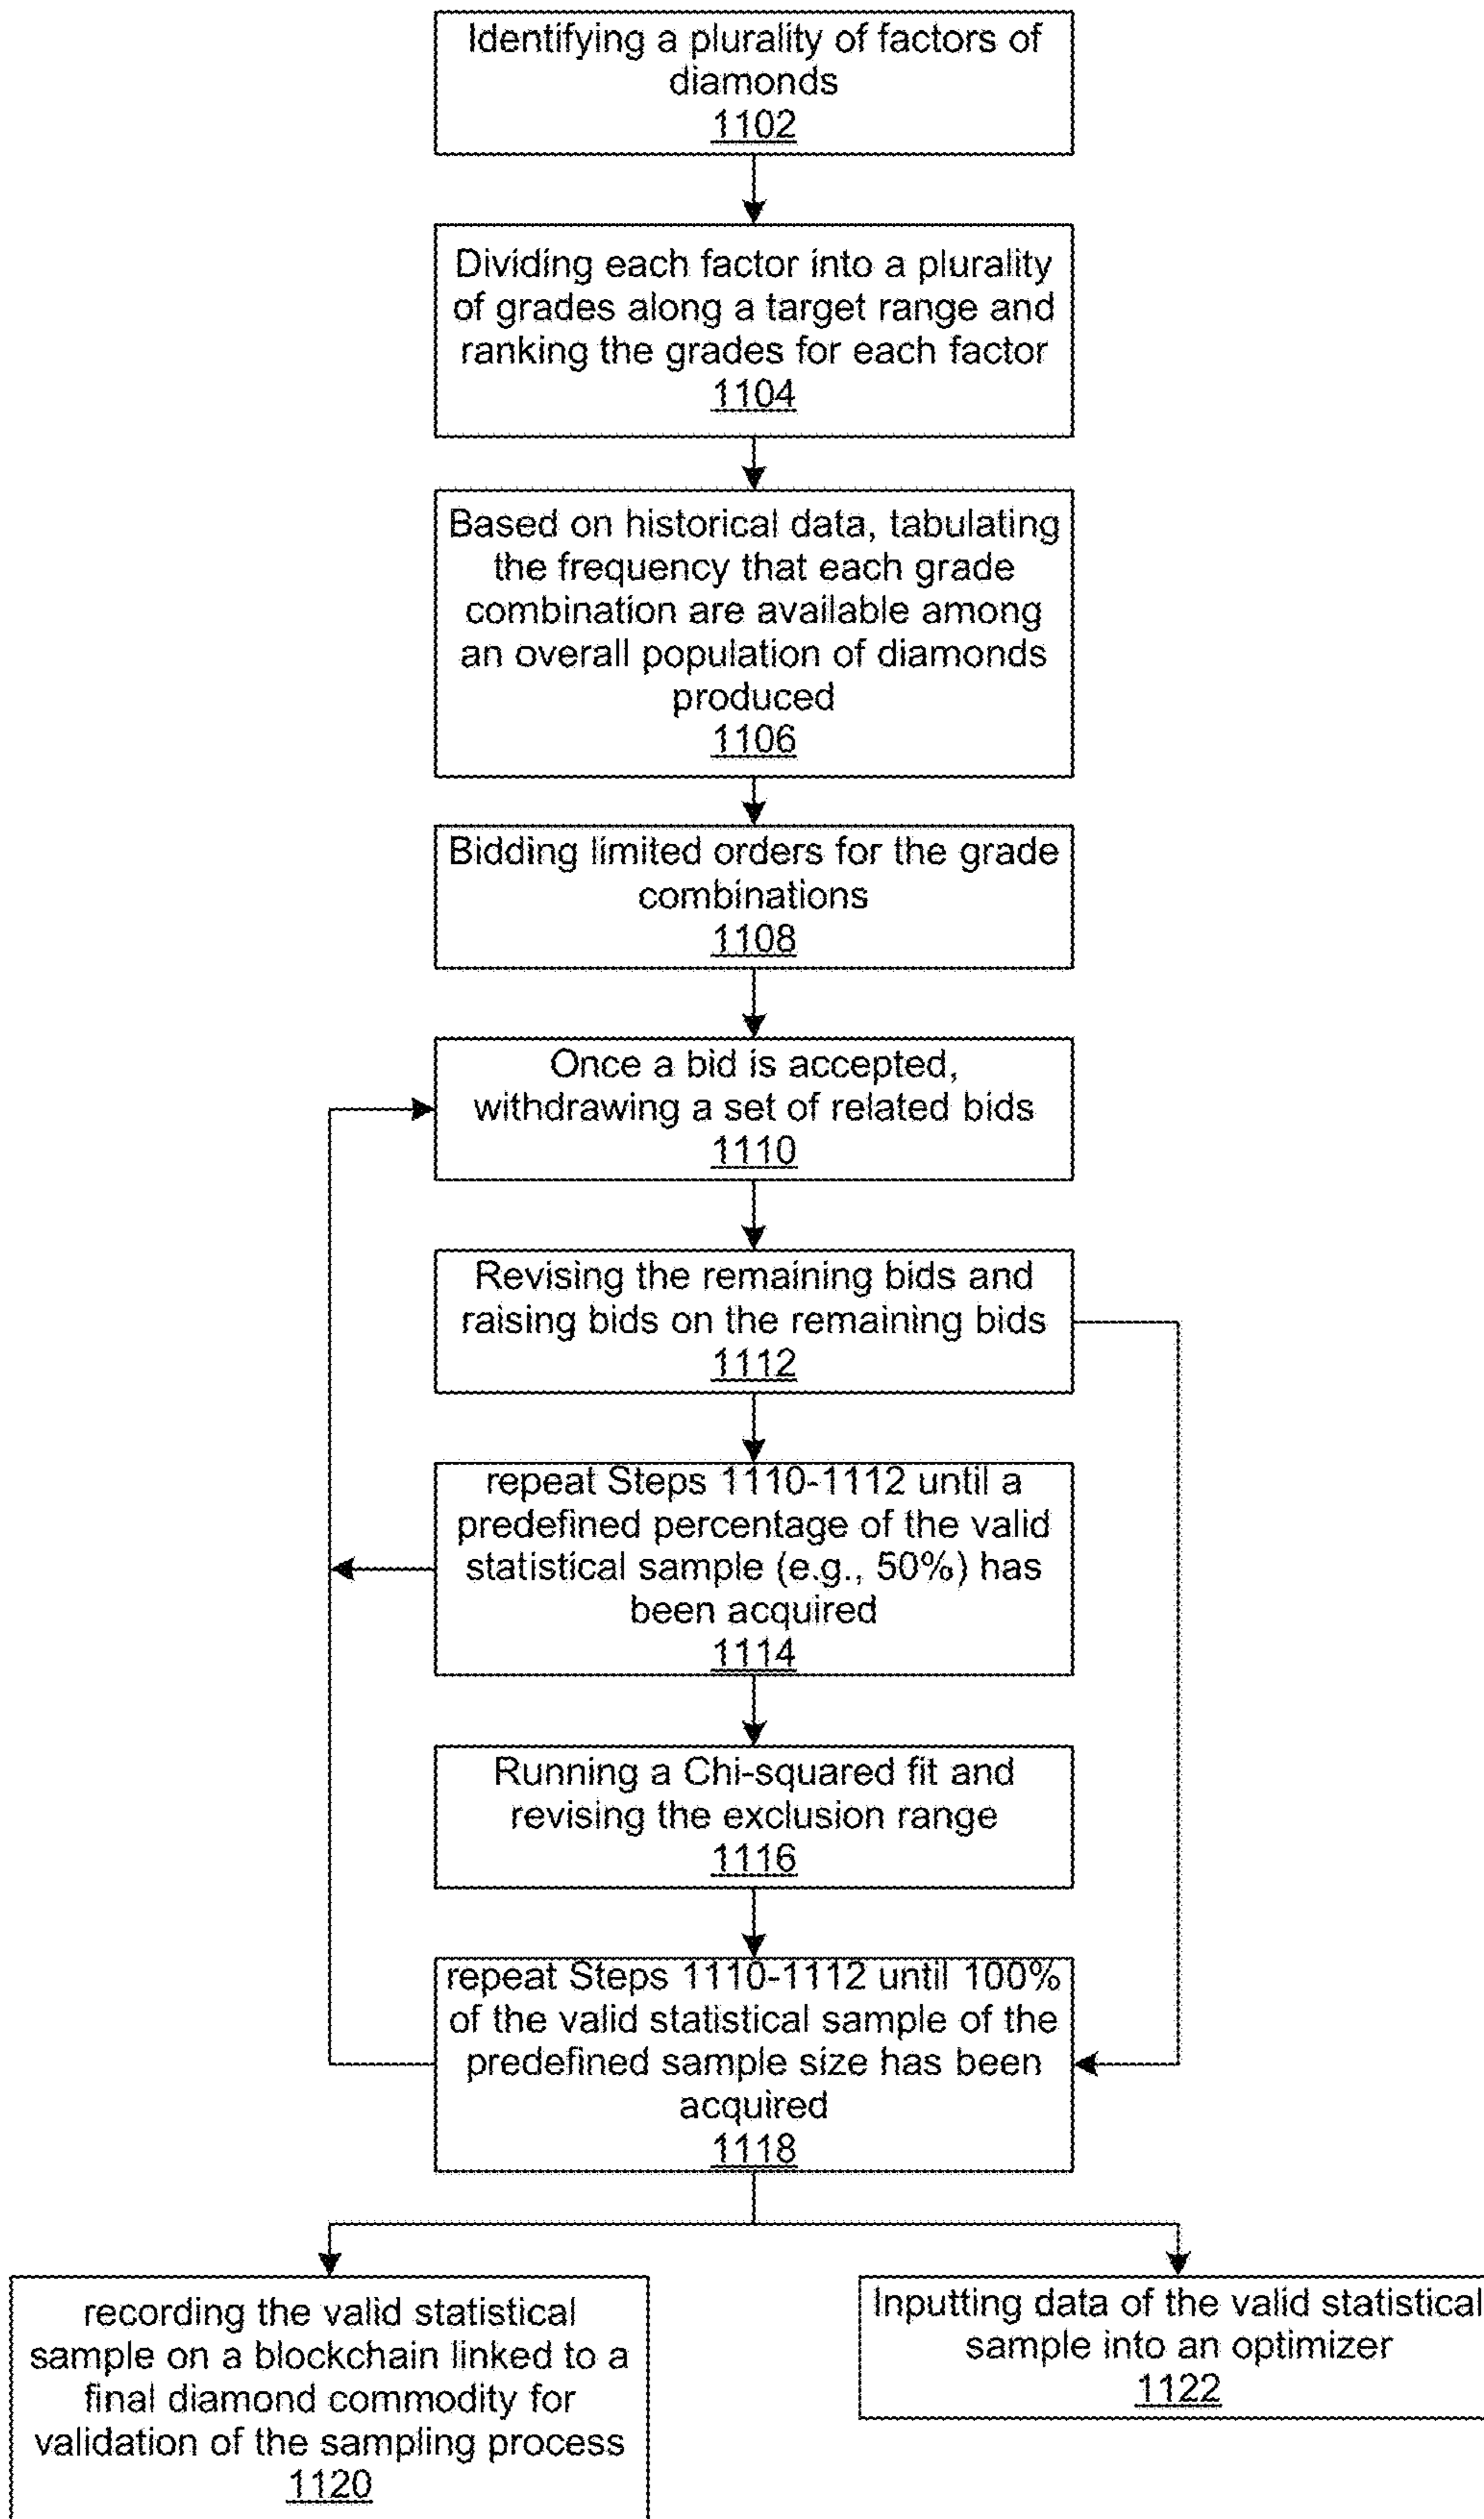 Identifying a plurality of factors of
diamonds
1102
Dividing each factor into a plurality
of grades along a target range and
ranking the grades for each factor
1104
Based on historical data, tabulating
the frequency that each grade
combination are available among
an overall population of diamonds
produced
1106
Bidding limited orders for the grade
combinations
1108
Once a bid is accepted,
withdrawing a set of related bids
1110
Revising the remaining bids and
raising bids on the remaining bids
1112
repeat Steps 1110-1112 until a
predefined percentage of the valid
statistical sample (e.g., 50%) has
been acquired
1114
Running a Chi-squared fit and
revising the exclusion range
1116
repeat Steps 1110-1112 until 100%
of the valid statistical sample of the
predefined sample size has been
acquired
1118
recording the valid statistical
sample on a blockchain linked to a
final diamond commodity for
validation of the sampling process
1120
Inputting data of the valid statistical
sample into an optimizer
1122